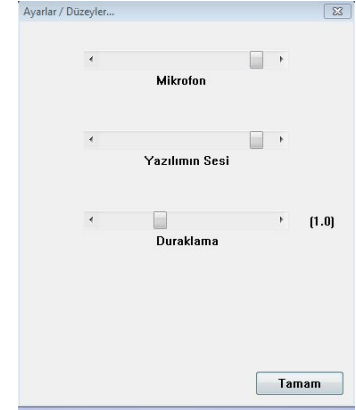 Ayarlar / Düzeyler...
Mikrofon
Yazılımın Sesi
(1.0)
Duraklama
Tamam